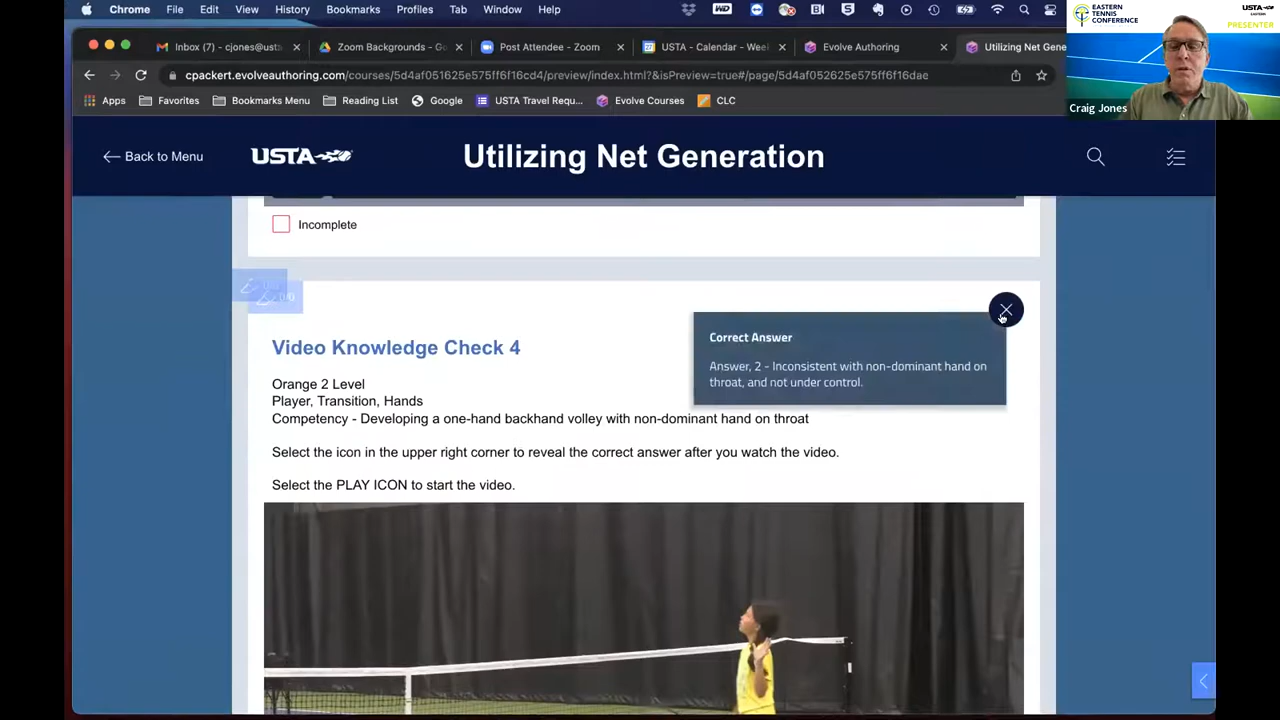 Chrome File Edit View History Bookmarks Profiles Tab Window Help
EASTERN
TENNIS
CONFERENCE
USTA
EASTERN
PRESENTER
Inbox (7) - cjones@usta
Zoom Backgrounds - Go
Post Attendee - Zoom
USTA - Calendar - Week
Evolve Authoring
Utilizing Net Gene
cpackert.evolveauthoring.com/courses/5d4af051625e575ff6f16cd4/preview/index.html?&isPreview=true#/page/5d4af052625e575ff6f16dae
Craig Jones
Apps Favorites Bookmarks Menu Reading List Google USTA Travel Requ... Evolve Courses CLC
Back to Menu
USTA
Utilizing Net Generation
Incomplete
Correct Answer
Answer, 2 - Inconsistent with non-dominant hand on
throat, and not under control.
Video Knowledge Check 4
Orange 2 Level
Player, Transition, Hands
Competency - Developing a one-hand backhand volley with non-dominant hand on throat
Select the icon in the upper right corner to reveal the correct answer after you watch the video.
Select the PLAY ICON to start the video.